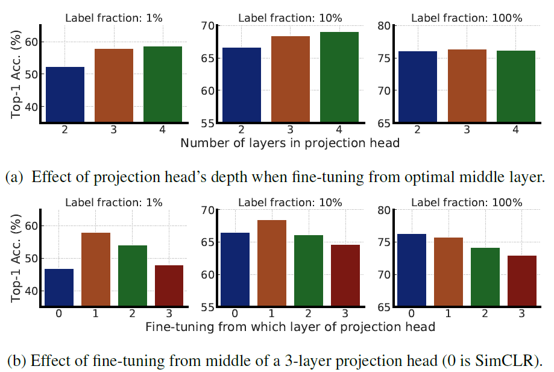 Label fraction: 1% Label fraction: 10% Label fraction: 100%
Top-1 Acc. (%)
60
50
40
70
65
60
55
80
75
70
65
2 3 4 2 3 4 2 3 4
Number of layers in projection head
(a) Effect of projection head's depth when fine-tuning from optimal middle layer.
Label fraction: 1% Label fraction: 10% Label fraction: 100%
Top-1 Acc. (%)
60
50
40
70
65
60
55
80
75
70
65
0 1 2 3 0 1 2 3 0 1 2 3
Fine-tuning from which layer of projection head
(b) Effect of fine-tuning from middle of a 3-layer projection head (0 is SimCLR).